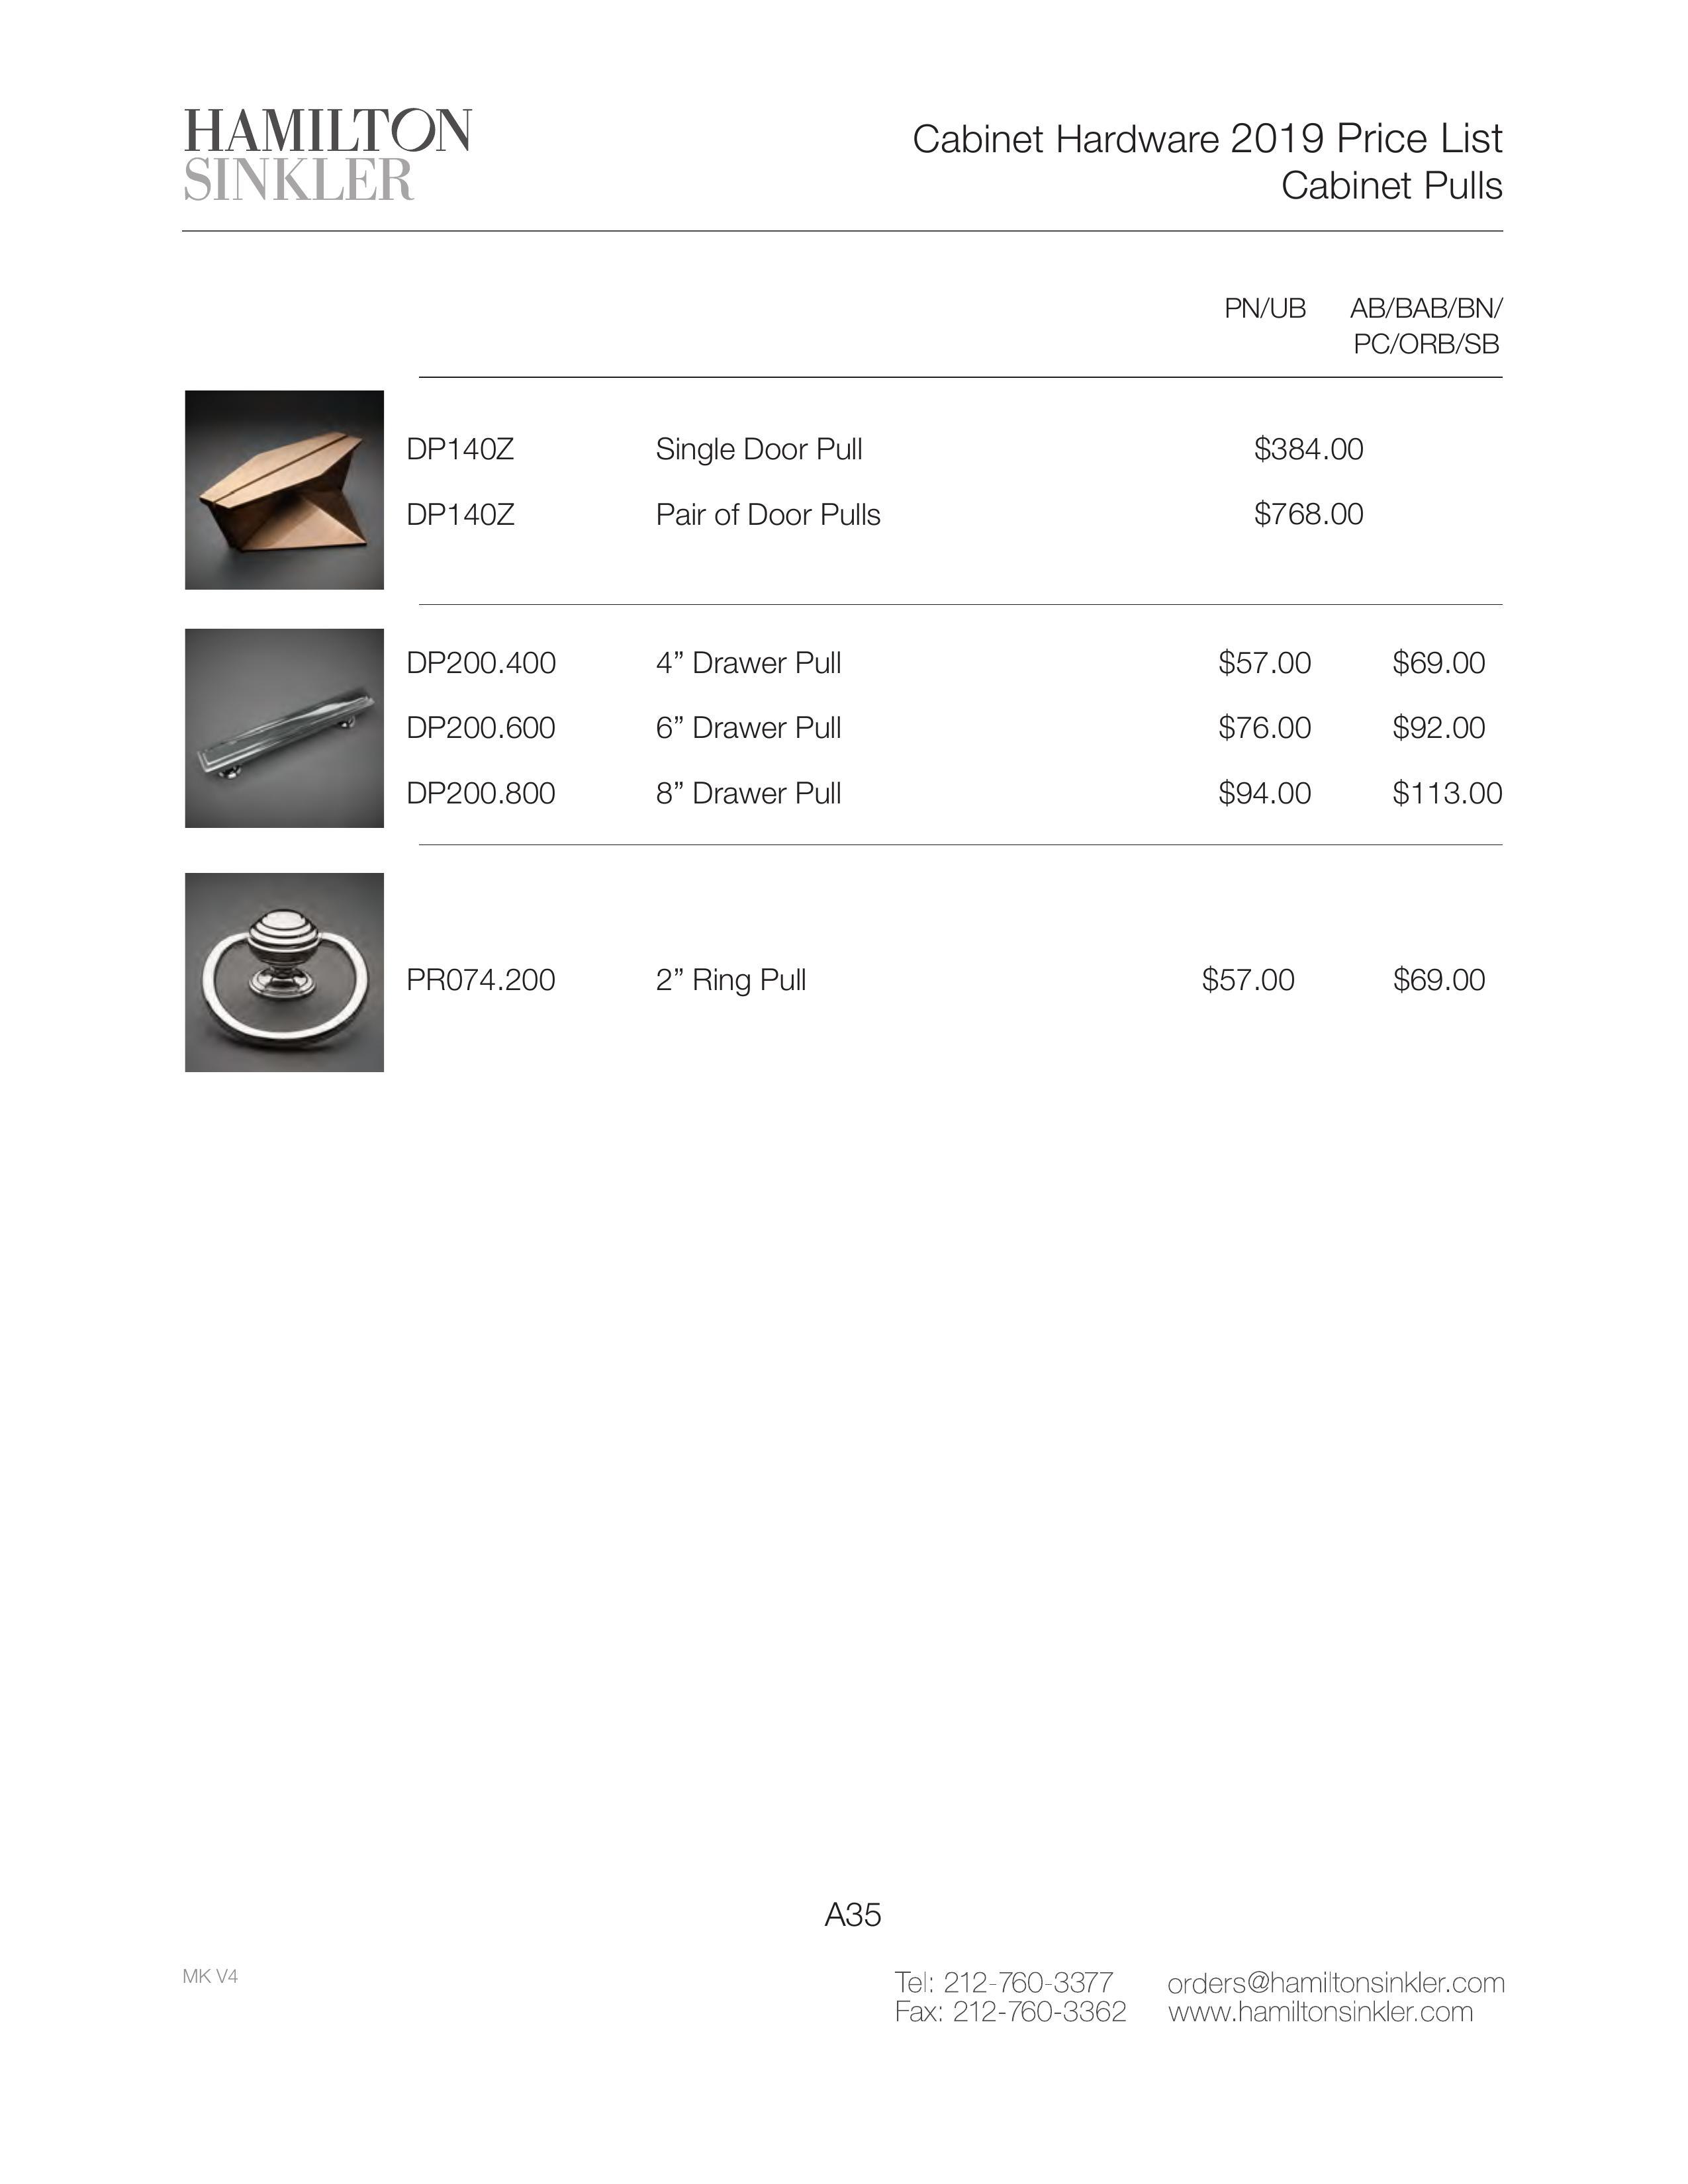 HAMILTON
SINKLER
Cabinet Hardware 2019 Price List
Cabinet Pulls
PN/UB AB/BAB/BN/
PC/ORB/SB
DP140Z Single Door Pull $384.00
DP140Z Pair of Door Pulls $768.00
DP200.400 4” Drawer Pull $57.00 $69.00
DP200.600 6” Drawer Pull $76.00 $92.00
DP200.800 8” Drawer Pull $94.00 $113.00
PR074.200 2” Ring Pull $57.00 $69.00
A35
MK V4
Tel: 212-760-3377 orders@hamiltonsinkler.com
Fax: 212-760-3362 www.hamiltonsinkler.com